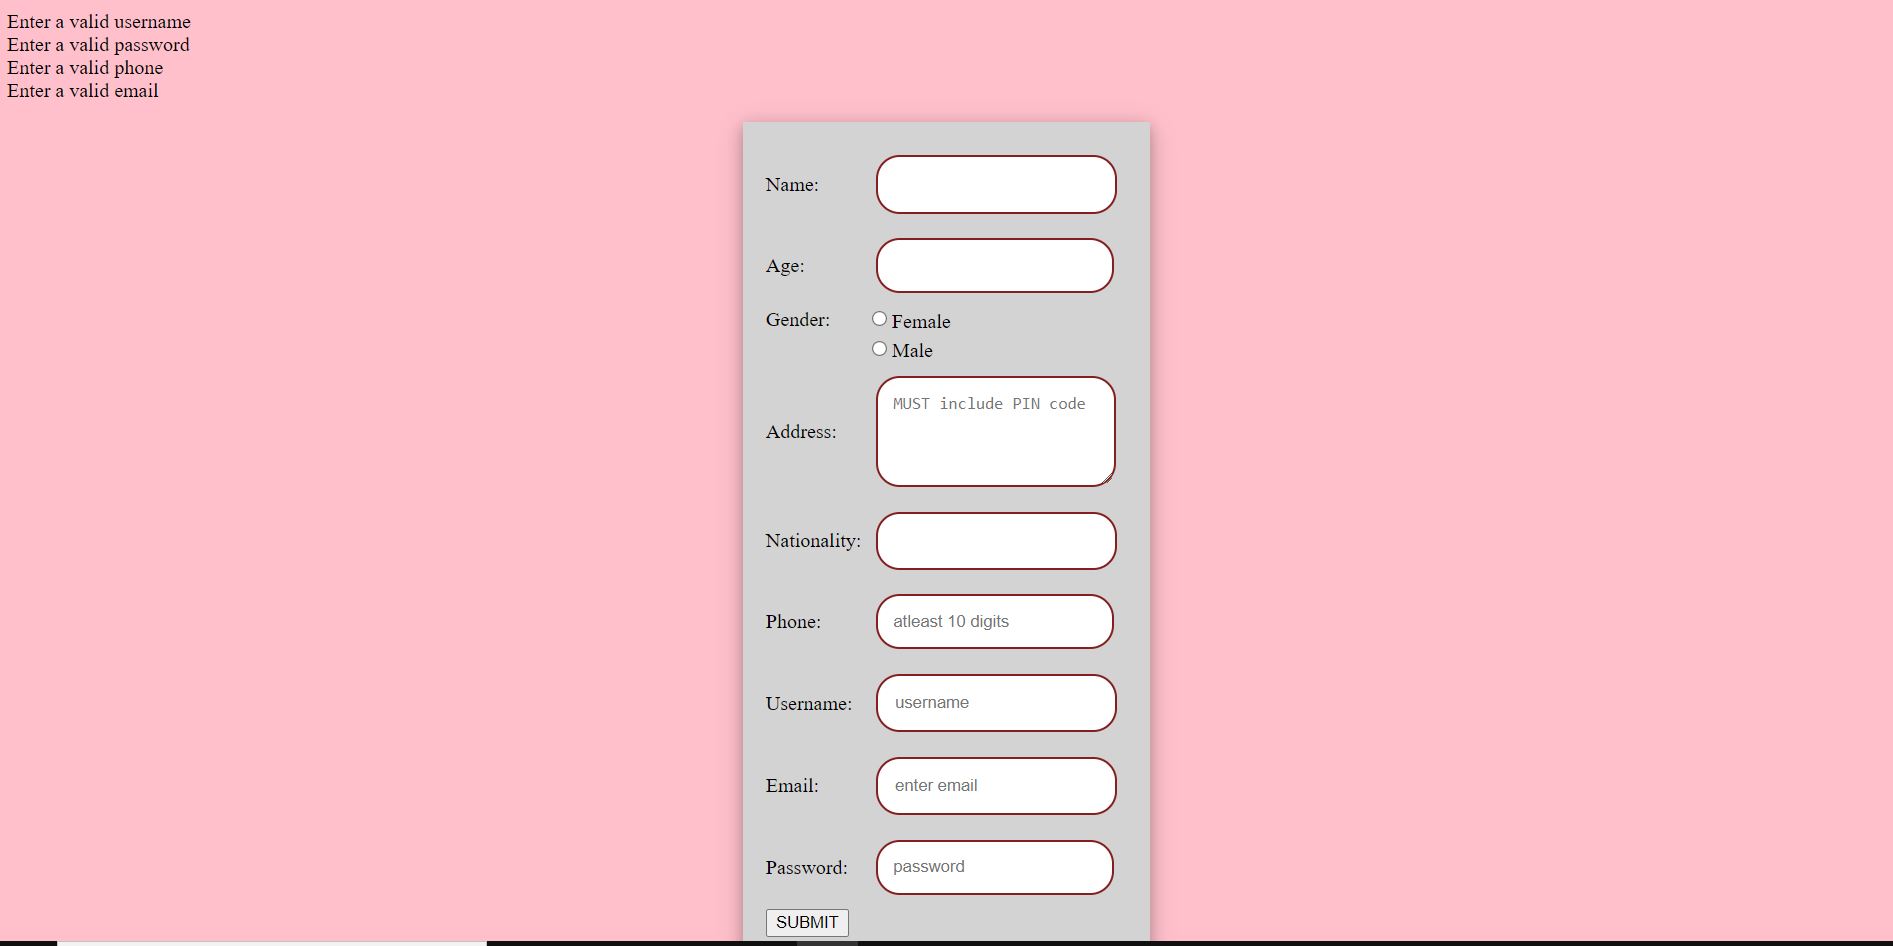 Enter a valid username
Enter a valid password
Enter a valid phone
Enter a valid email
Name:
Age:
Gender: Female
Male
Address: MUST include PIN code
Nationality:
Phone: atleast 10 digits
Username: username
Email: enter email
Password: password
SUBMIT